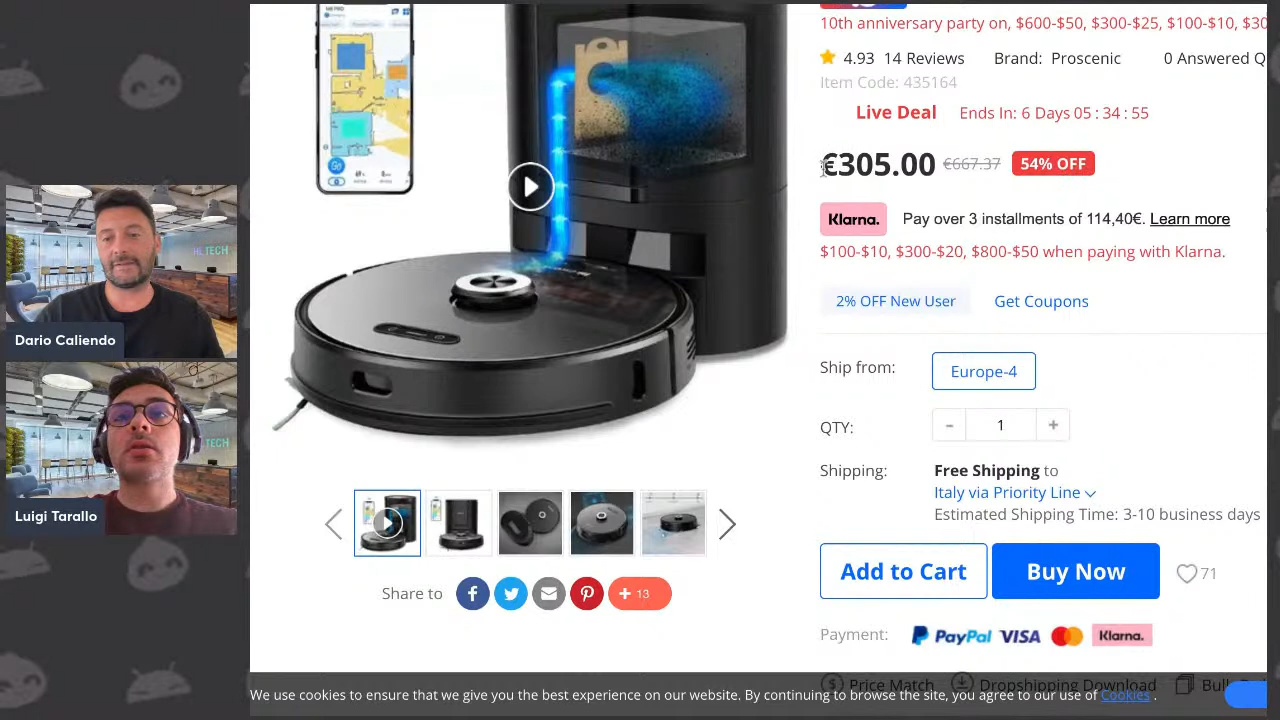 10th anniversary party on, $600-$50, $300-$25, $100-$10, $30
4.93 14 Reviews Brand: Proscenic 0 Answered Q
Item Code: 435164
Live Deal Ends In: 6 Days 05 : 34 : 55
€305.00 €667.37 54% OFF
Klarna. Pay over 3 installments of 114,40€. Learn more
$100-$10, $300-$20, $800-$50 when paying with Klarna.
2% OFF New User Get Coupons
Ship from: Europe-4
QTY: - 1 +
Shipping: Free Shipping to
Italy via Priority Line
Estimated Shipping Time: 3-10 business days
Add to Cart Buy Now 71
Payment: PayPal VISA Klarna.
Price Match Dropshipping Download
Share to 13
We use cookies to ensure that we give you the best experience on our website. By continuing to browse the site, you agree to our use of Cookies .
TECH
Dario Caliendo
TECH
Luigi Tarallo